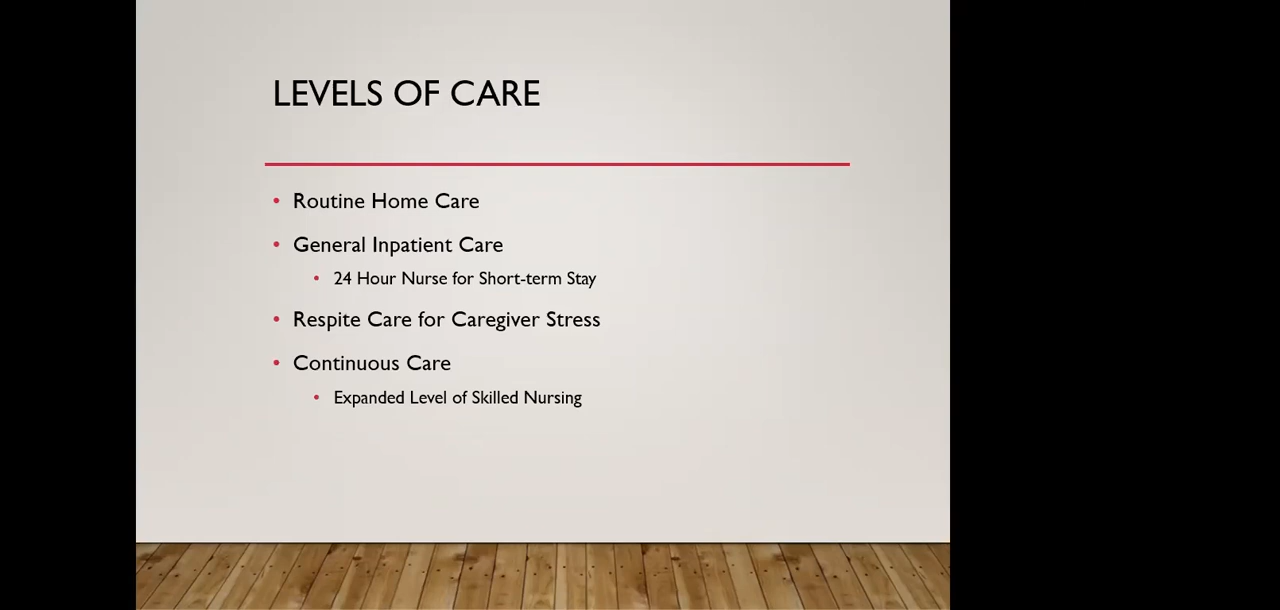 LEVELS OF CARE
• Routine Home Care
• General Inpatient Care
• 24 Hour Nurse for Short-term Stay
• Respite Care for Caregiver Stress
• Continuous Care
• Expanded Level of Skilled Nursing